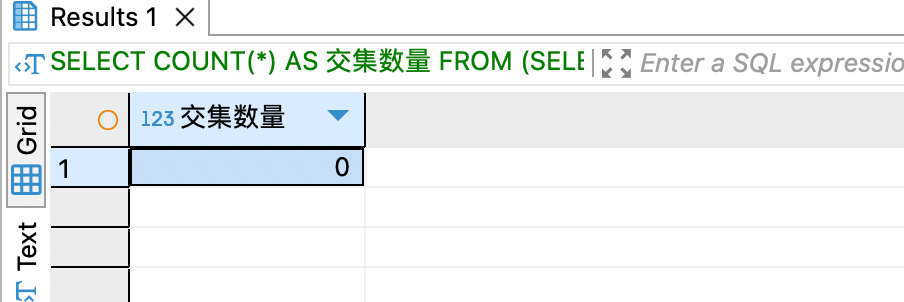 Results 1
SELECT COUNT(*) AS 交集数量 FROM (SELE
Enter a SQL expressio
Grid
123 交集数量
1
0
Text